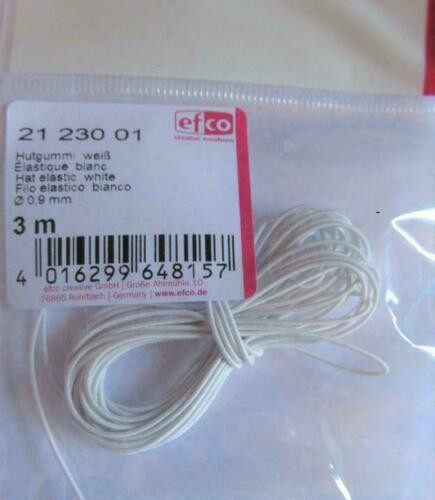 21 230 01
efco
creative emotions
Hutgummi weiß
Élastique blanc
Hat elastic white
Filo elastico bianco
Ø 0,9 mm
3 m
4 016299 648157
efco creative GmbH | Große Ahlmühle 10
76865 Rohrbach | Germany | www.efco.de